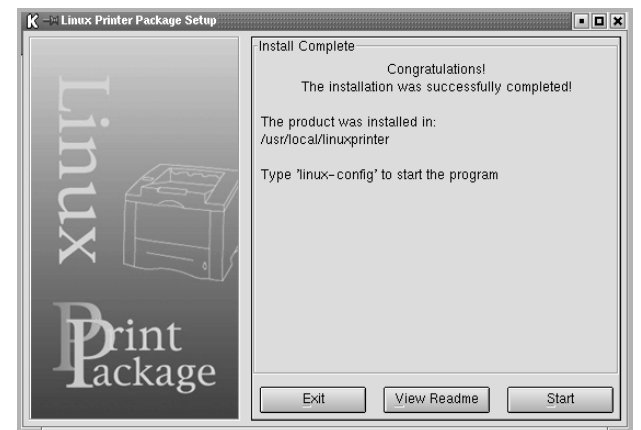 Linux Printer Package Setup
Linux
Print
Package
Install Complete
Congratulations!
The installation was successfully completed!
The product was installed in:
/usr/local/linuxprinter
Type 'linux-config' to start the program
Exit
View Readme
Start